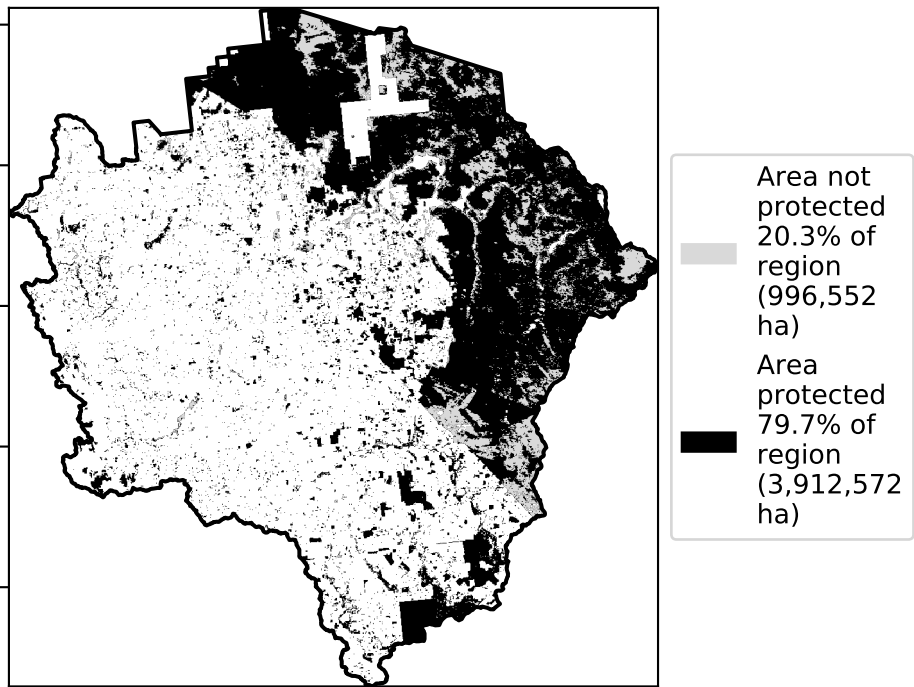 Area not
protected
20.3% of
region
(996,552
ha)
Area
protected
79.7% of
region
(3,912,572
ha)